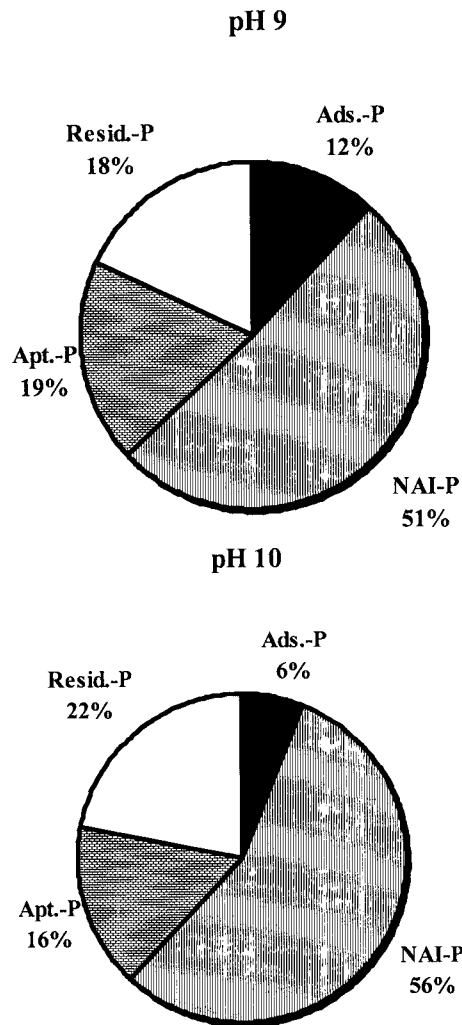 pH 9
Ads.-P
12%
Resid.-P
18%
Apt.-P
19%
NAI-P
51%
pH 10
Ads.-P
6%
Resid.-P
22%
Apt.-P
16%
NAI-P
56%